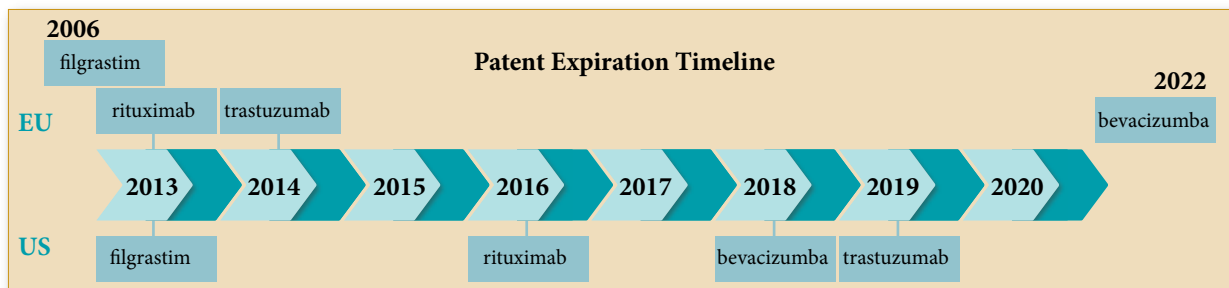 2006
filgrastim
Patent Expiration Timeline
2022
rituximab
trastuzumab
bevacizumba
EU
2013
2014
2015
2016
2017
2018
2019
2020
US
filgrastim
rituximab
bevacizumba
trastuzumab